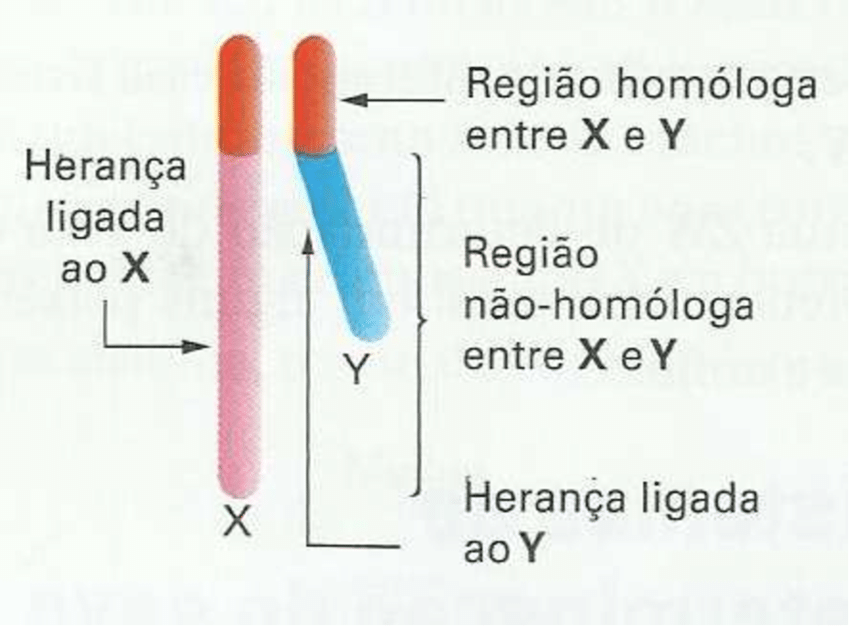 Região homóloga
entre X e Y
Herança
ligada
ao X
Região
não-homóloga
entre X e Y
Y
X
Herança ligada
ao Y